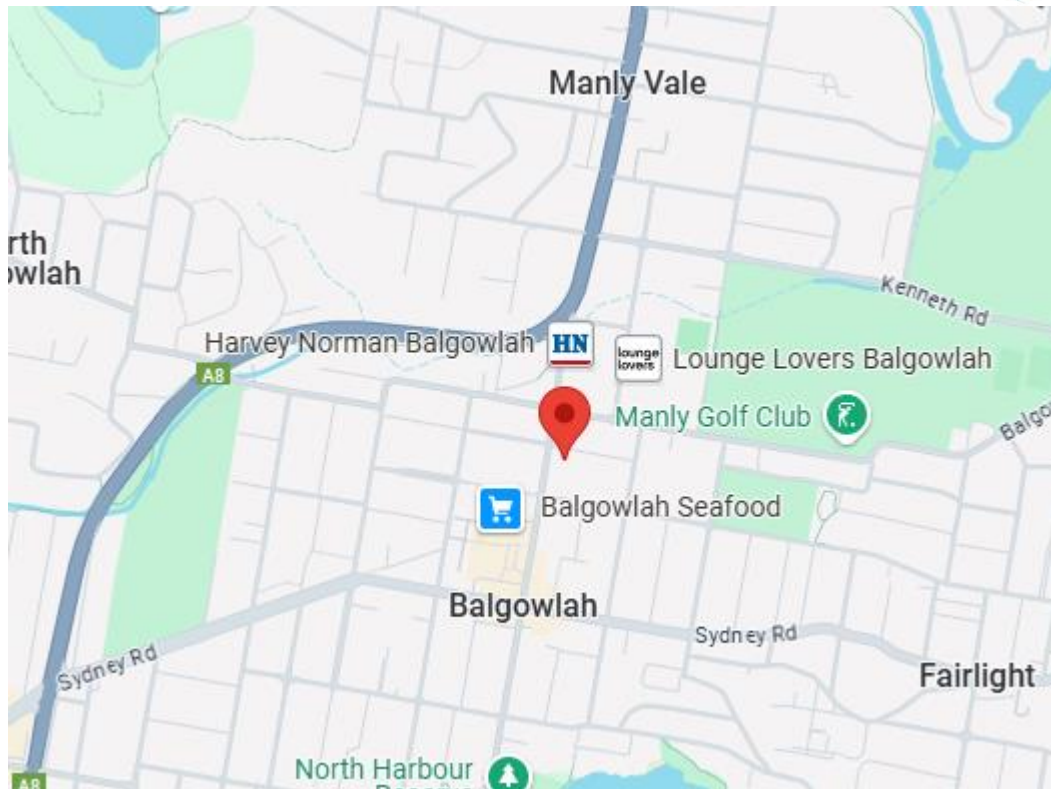 Manly Vale
rth
owlah
Kenneth Rd
Harvey Norman Balgowlah
HN
lounge
lovers
Lounge Lovers Balgowlah
A8
Manly Golf Club
Balgo
Balgowlah Seafood
Balgowlah
Sydney Rd
Sydney Rd
Fairlight
North Harbour
A8